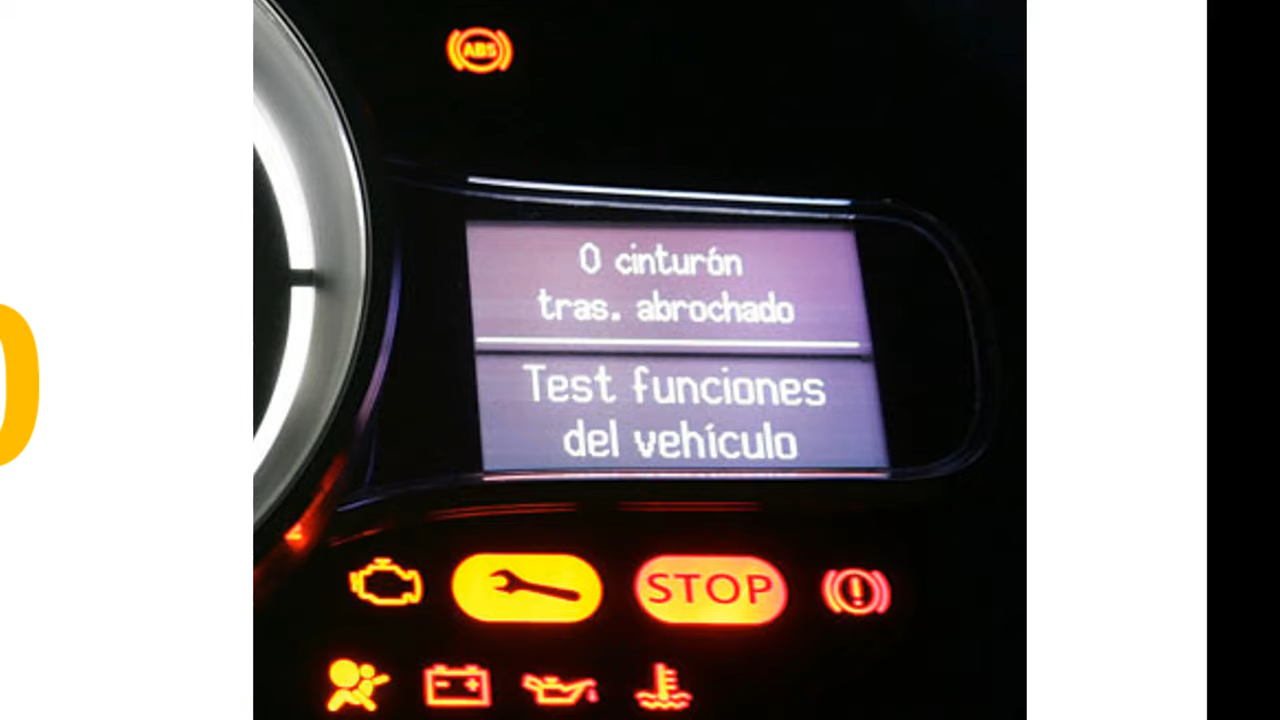 ABS
0 cinturón
tras. abrochado
Test funciones
del vehículo
STOP